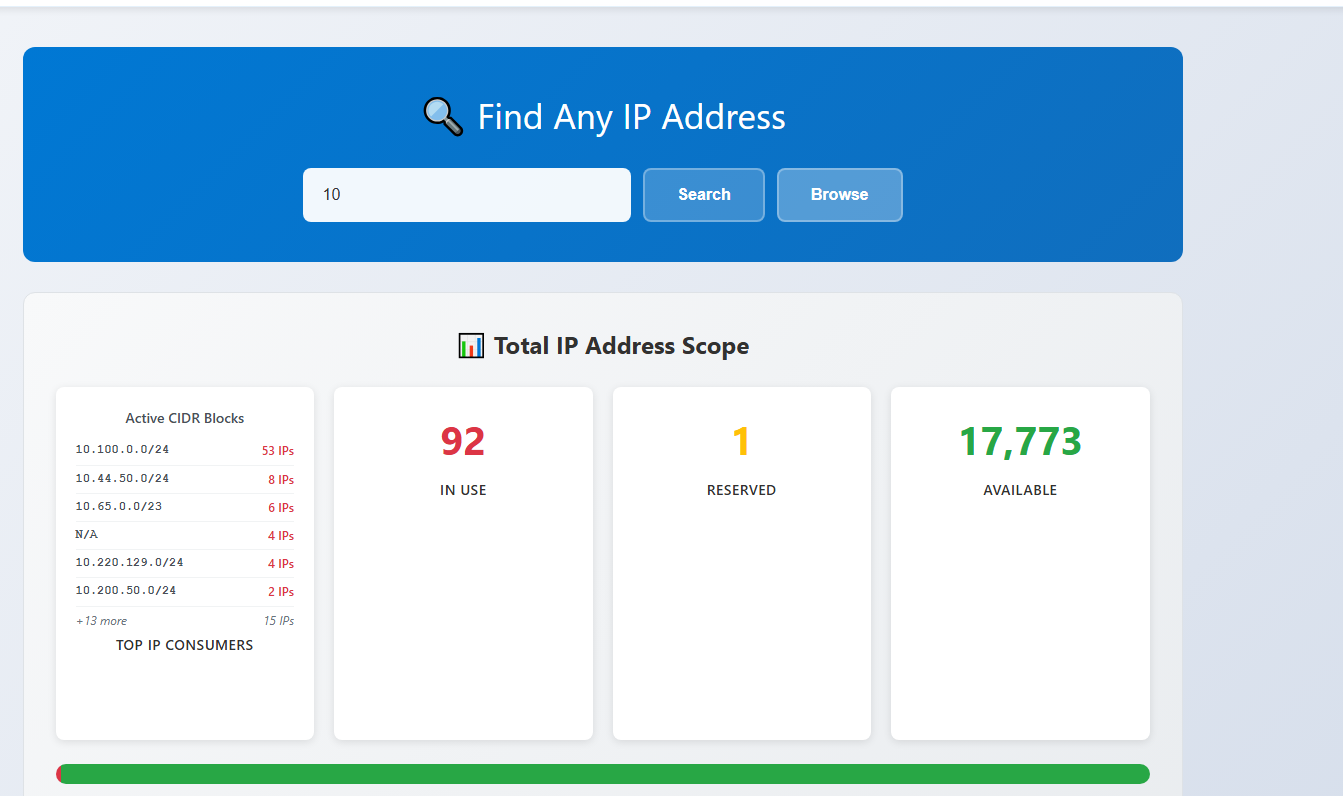 Find Any IP Address
10
Search
Browse
Total IP Address Scope
Active CIDR Blocks
10.100.0.0/24 53 IPs
10.44.50.0/24 8 IPs
10.65.0.0/23 6 IPs
N/A 4 IPs
10.220.129.0/24 4 IPs
10.200.50.0/24 2 IPs
+13 more 15 IPs
TOP IP CONSUMERS
92
IN USE
1
RESERVED
17,773
AVAILABLE